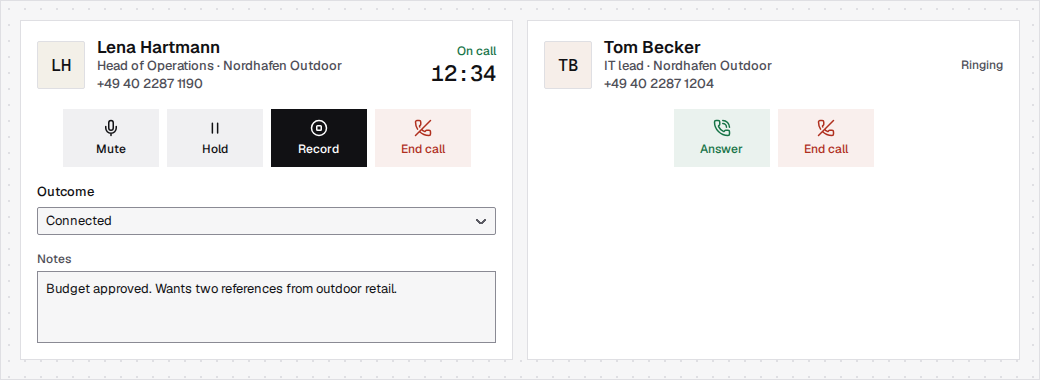 LH
Lena Hartmann
Head of Operations · Nordhafen Outdoor
+49 40 2287 1190
On call
12:34
Mute
Hold
Record
End call
Outcome
Connected
Notes
Budget approved. Wants two references from outdoor retail.
TB
Tom Becker
IT lead · Nordhafen Outdoor
+49 40 2287 1204
Ringing
Answer
End call